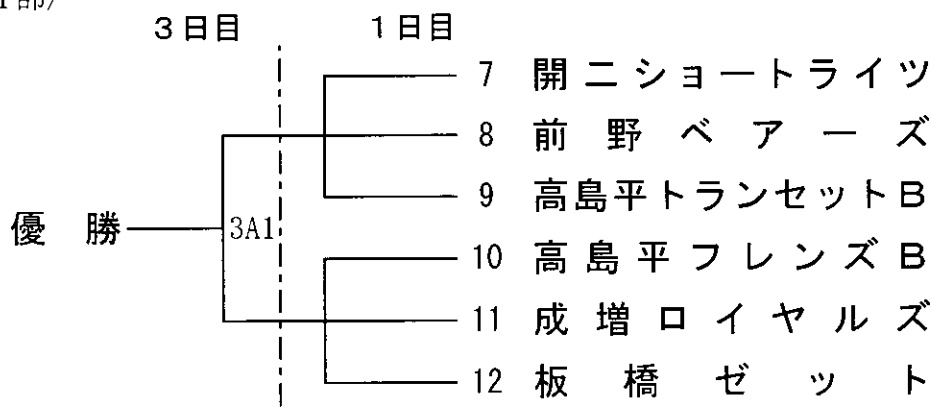 3日目 1日目
7 開二ショートライツ
8 前野ベアーズ
9 高島平トランセットB
優勝 3A1
10 高島平フレンズB
11 成増ロイヤルズ
12 板橋ゼット